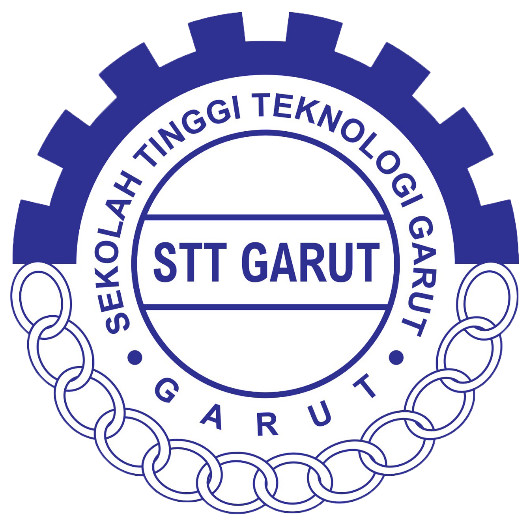 SEKOLAH TINGGI TEKNOLOGI GARUT
STT GARUT
• GARUT •